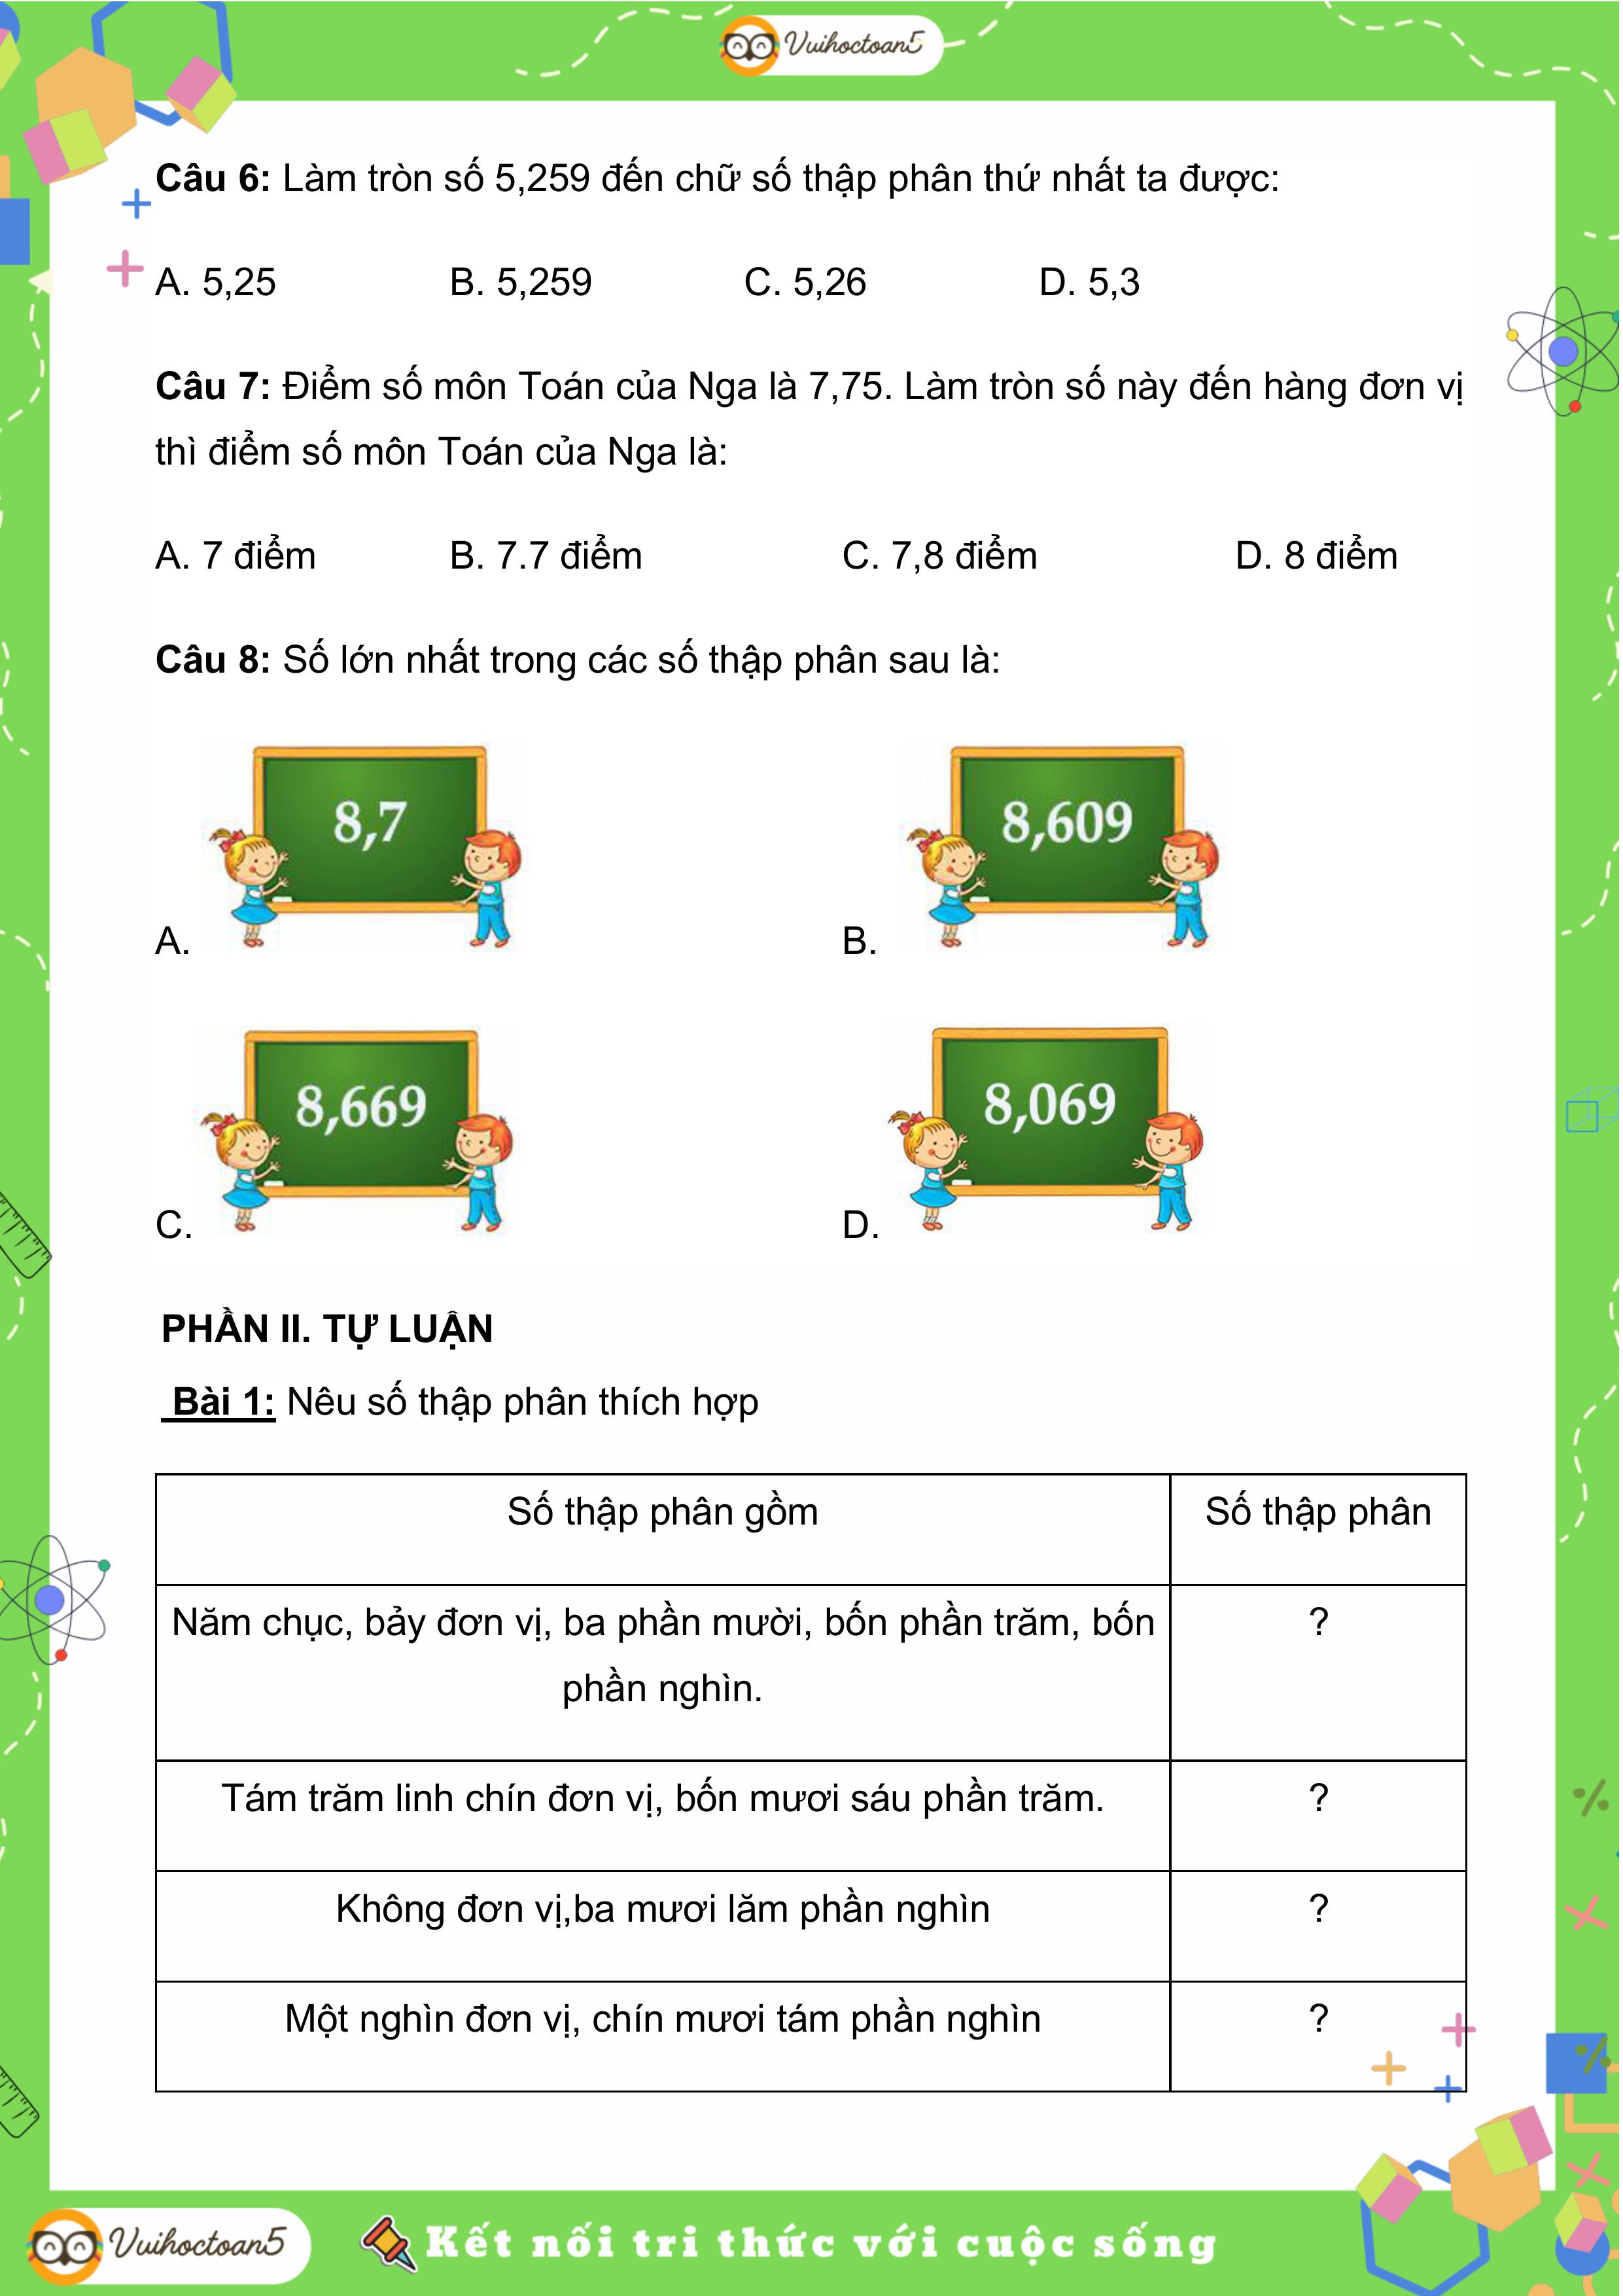 Vuihoctoan5
Câu 6: Làm tròn số 5,259 đến chữ số thập phân thứ nhất ta được:
A. 5,25 B. 5,259 C. 5,26 D. 5,3
Câu 7: Điểm số môn Toán của Nga là 7,75. Làm tròn số này đến hàng đơn vị
thì điểm số môn Toán của Nga là:
A. 7 điểm B. 7.7 điểm C. 7,8 điểm D. 8 điểm
Câu 8: Số lớn nhất trong các số thập phân sau là:
A. 8,7 B. 8,609
C. 8,669 D. 8,069
PHẦN II. TỰ LUẬN
Bài 1: Nêu số thập phân thích hợp
Số thập phân gồm Số thập phân
Năm chục, bảy đơn vị, ba phần mười, bốn phần trăm, bốn ?
phần nghìn.
Tám trăm linh chín đơn vị, bốn mươi sáu phần trăm. ?
Không đơn vị,ba mươi lăm phần nghìn ?
Một nghìn đơn vị, chín mươi tám phần nghìn ?
Vuihoctoan5 Kết nối tri thức với cuộc sống